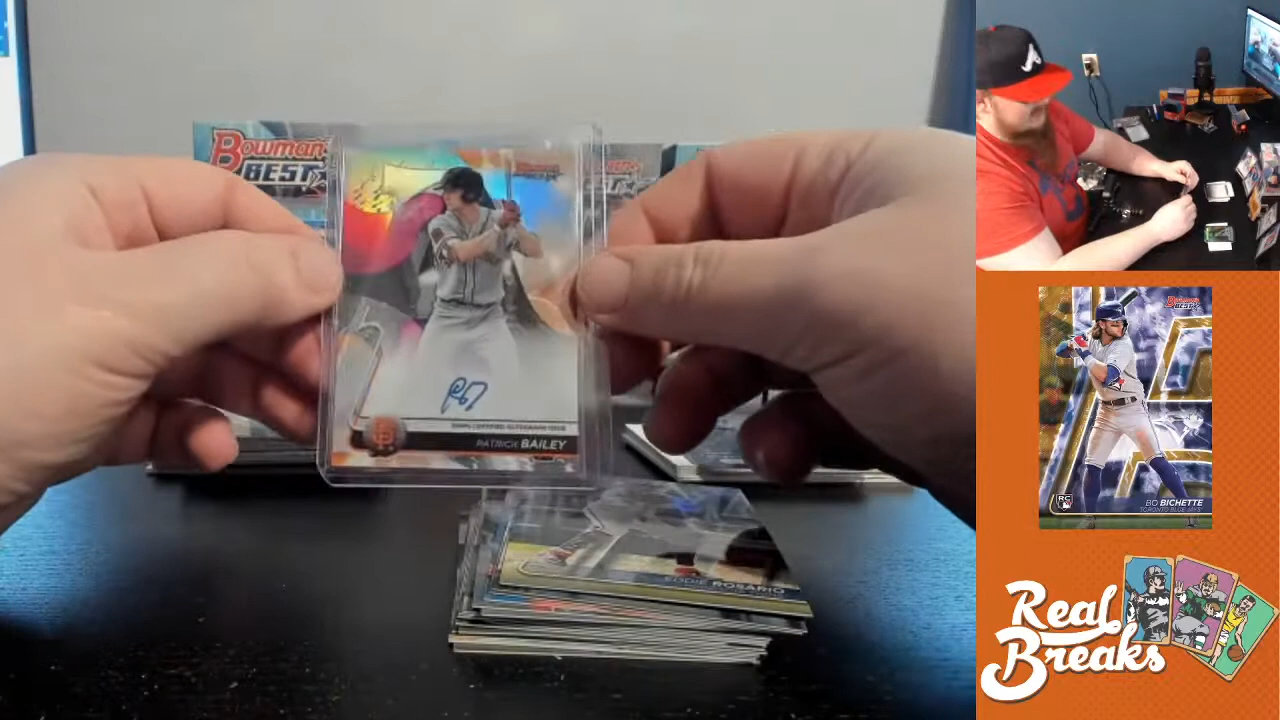 Bowman's
BEST
PATRICK BAILEY
EDDIE ROSARIO
Bowman's
BEST
RC
BO BICHETTE
TORONTO BLUE JAYS
Real
Breaks